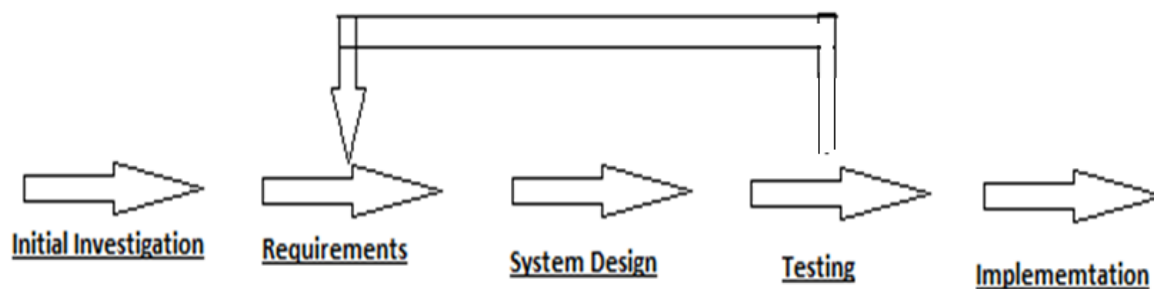 Initial Investigation
Requirements
System Design
Testing
Implememtation